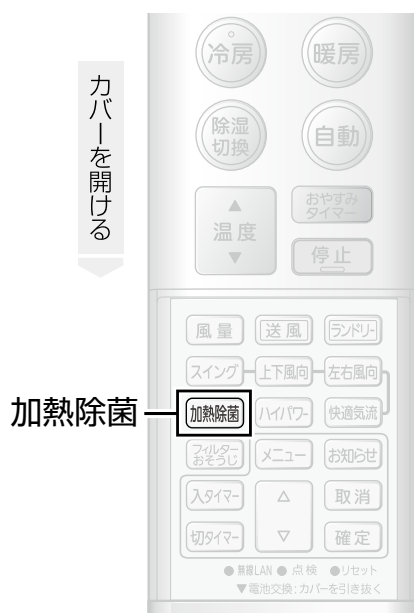 カバーを開ける
冷房
暖房
除湿
切換
自動
▲
温度
▼
おやすみ
タイマー
停止
風量
送風
ランドリー
スイング
上下風向
左右風向
加熱除菌
加熱除菌
ハイパワー
快適気流
フィルター
おそうじ
メニュー
お知らせ
入タイマー
△
取消
切タイマー
▽
確定
●無線LAN ●点検 ●リセット
▼電池交換:カバーを引き抜く